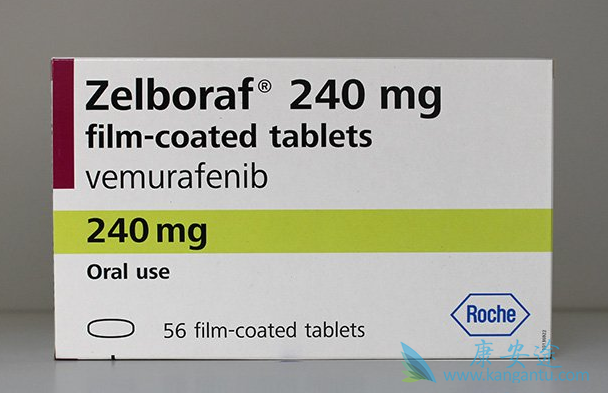 Zelboraf® 240 mg
film-coated tablets
vemurafenib
240 mg
Oral use
56 film-coated tablets
Roche
康安途
www.kangantu.com